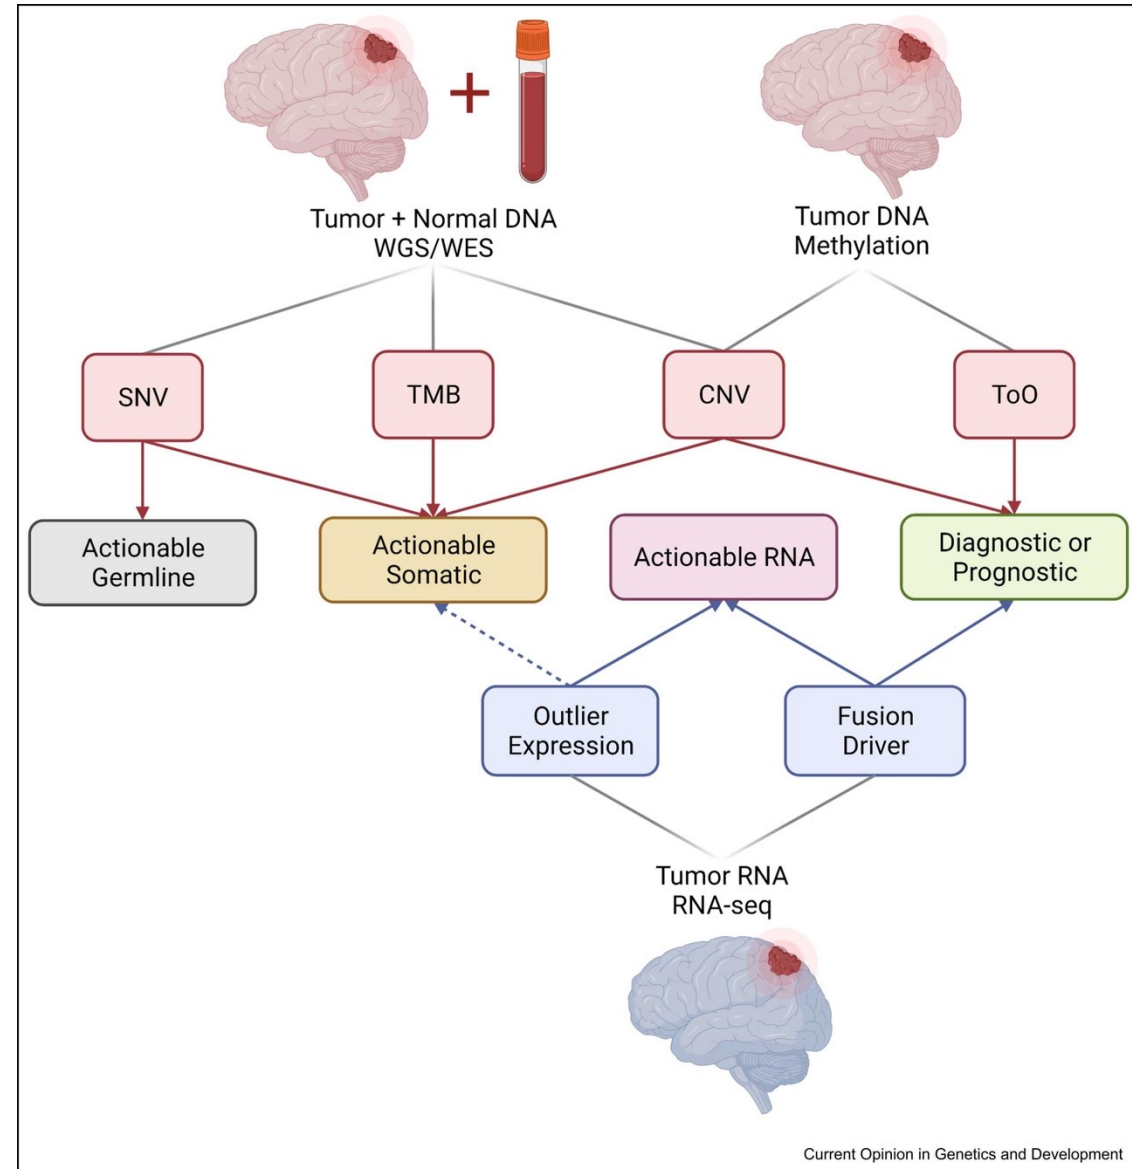 Tumor + Normal DNA
WGS/WES
Tumor DNA
Methylation
SNV
TMB
CNV
ToO
Actionable
Germline
Actionable
Somatic
Actionable RNA
Diagnostic or
Prognostic
Outlier
Expression
Fusion
Driver
Tumor RNA
RNA-seq
Current Opinion in Genetics and Development